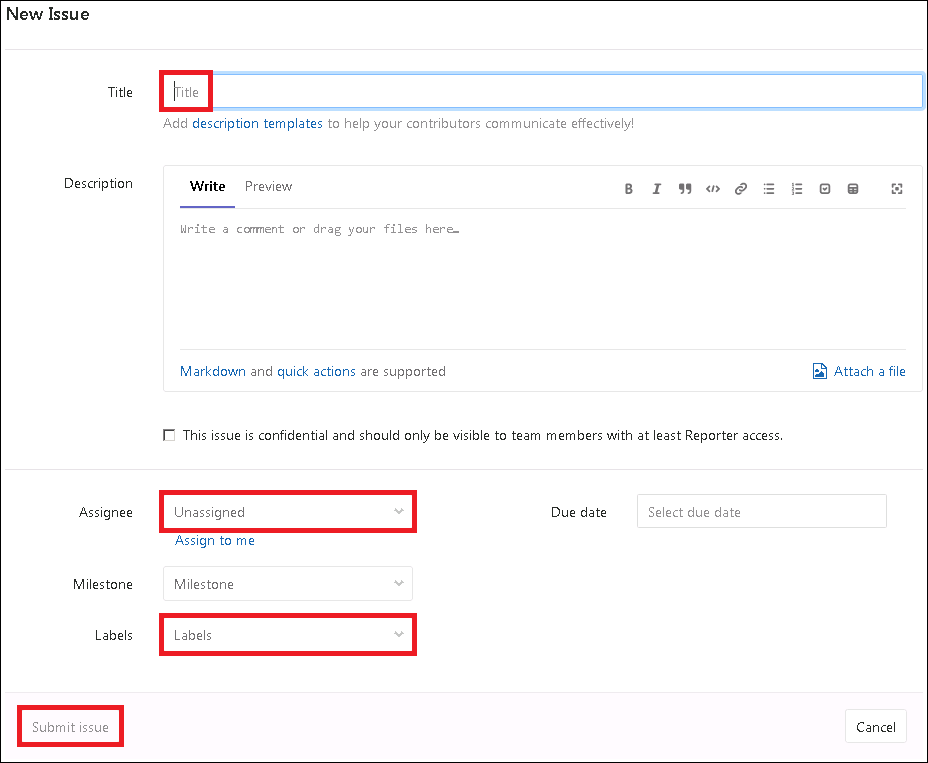 New Issue
Title Title
Add description templates to help your contributors communicate effectively!
Description Write Preview B I
Write a comment or drag your files here…
Markdown and quick actions are supported Attach a file
This issue is confidential and should only be visible to team members with at least Reporter access.
Assignee Unassigned Due date Select due date
Assign to me
Milestone Milestone
Labels Labels
Submit issue Cancel